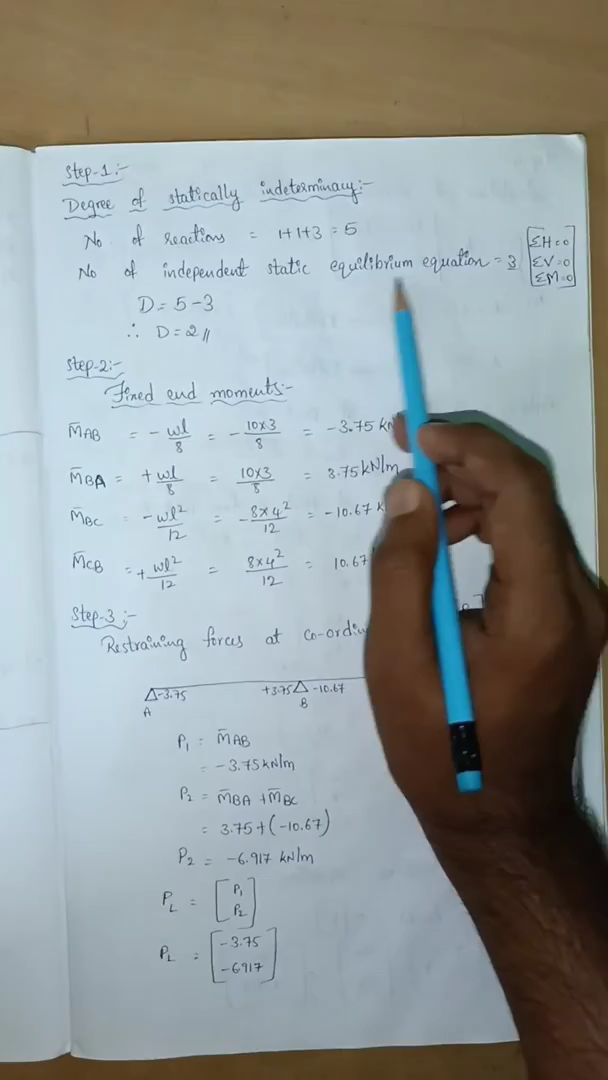 Step-1:-
Degree of statically indeterminacy:-
No. of reactions = 1+1+3 = 5
No of independent static equilibrium equation = 3 [ΣH=0
ΣV=0
ΣM=0]
D = 5-3
∴ D = 2//
Step-2:-
Fixed end moments:-
M̄AB = - wl/8 = - 10×3/8 = -3.75 kN
M̄BA = + wl/8 = 10×3/8 = 3.75 kN/m
M̄BC = - wl²/12 = - 8×4²/12 = -10.67 k
M̄CB = + wl²/12 = 8×4²/12 = 10.67
Step-3:-
Restraining forces at co-ordin
△-3.75 +3.75△-10.67
A B
P₁ = M̄AB
= -3.75 kN/m
P₂ = M̄BA + M̄BC
= 3.75+(-10.67)
P₂ = -6.917 kN/m
PL = [P₁
P₂]
PL = [-3.75
-6917]